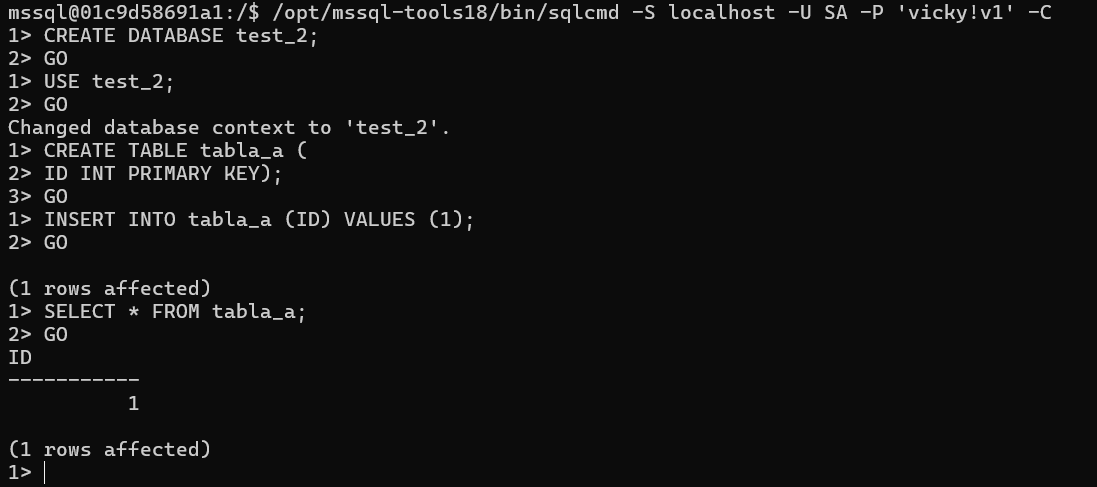 mssql@01c9d58691a1:/$ /opt/mssql-tools18/bin/sqlcmd -S localhost -U SA -P 'vicky!v1' -C
1> CREATE DATABASE test_2;
2> GO
1> USE test_2;
2> GO
Changed database context to 'test_2'.
1> CREATE TABLE tabla_a (
2> ID INT PRIMARY KEY);
3> GO
1> INSERT INTO tabla_a (ID) VALUES (1);
2> GO
(1 rows affected)
1> SELECT * FROM tabla_a;
2> GO
ID
-----------
1
(1 rows affected)
1>